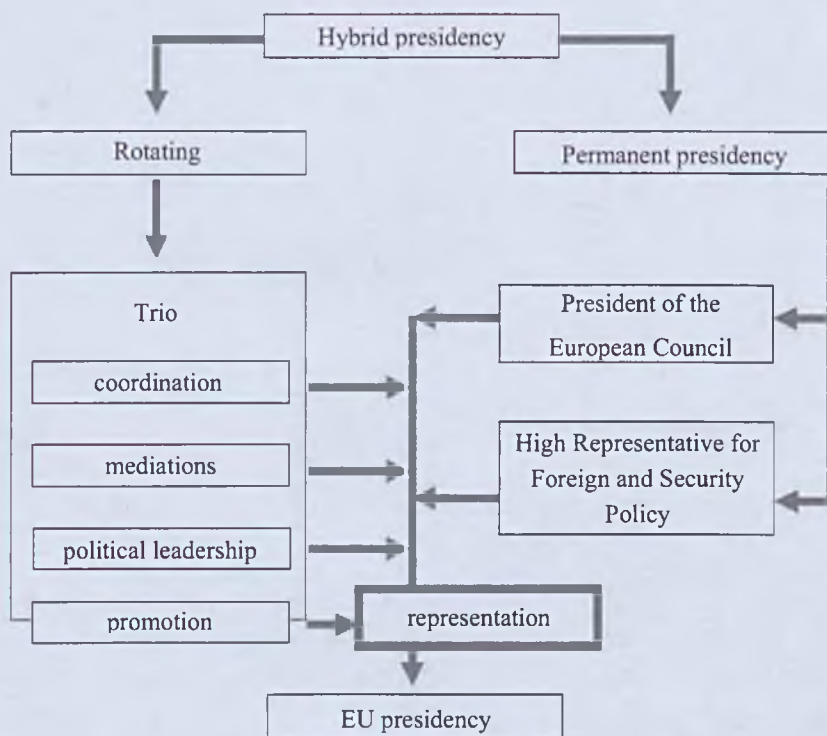 Hybrid presidency
Rotating
Permanent presidency
Trio
coordination
mediations
political leadership
promotion
President of the
European Council
High Representative for
Foreign and Security
Policy
representation
EU presidency